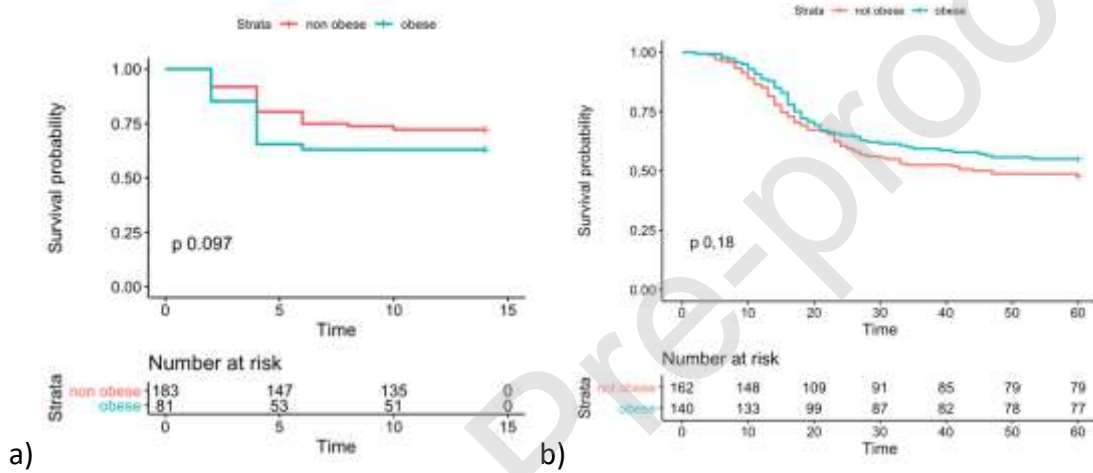 Strata non obese obese
Survival probability
1.00
0.75
0.50
0.25
0.00
p 0.097
0 5 10 15
Time
Number at risk
Strata
non obese 183 147 135 0
obese 81 53 51 0
0 5 10 15
Time
a)
Strata not obese obese
Survival probability
1.00
0.75
0.50
0.25
0.00
p 0,18
0 10 20 30 40 50 60
Time
Number at risk
Strata
not obese 162 148 109 91 85 79 79
obese 140 133 99 87 82 78 77
0 10 20 30 40 50 60
Time
b)
Pre-proo